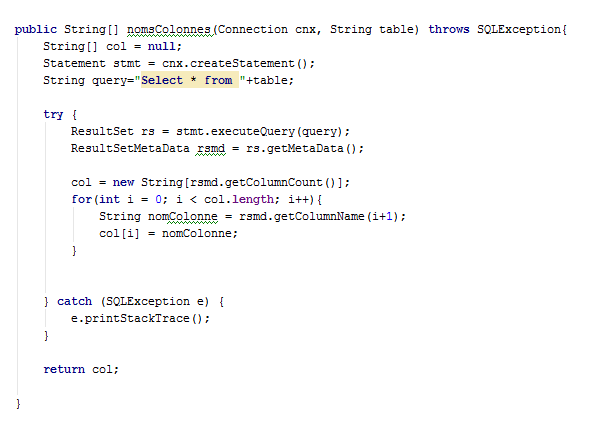 public String[] nomsColonnes(Connection cnx, String table) throws SQLException{
    String[] col = null;
    Statement stmt = cnx.createStatement();
    String query="Select * from "+table;

    try {
        ResultSet rs = stmt.executeQuery(query);
        ResultSetMetaData rsmd = rs.getMetaData();

        col = new String[rsmd.getColumnCount()];
        for(int i = 0; i < col.length; i++){
            String nomColonne = rsmd.getColumnName(i+1);
            col[i] = nomColonne;
        }


    } catch (SQLException e) {
        e.printStackTrace();
    }

    return col;

}